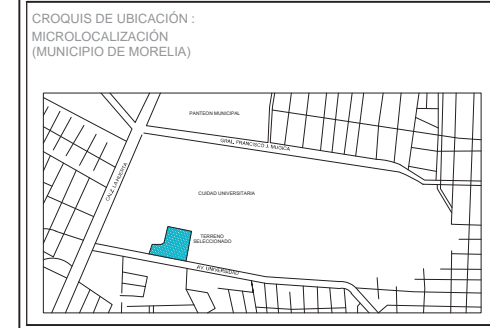 CROQUIS DE UBICACIÓN :
MICROLOCALIZACIÓN
(MUNICIPIO DE MORELIA)
PANTEÓN MUNICIPAL
GRAL. FRANCISCO J. MUGICA
CALZ. LA HUERTA
CUIDAD UNIVERSITARIA
TERRENO
SELECCIONADO
AV. UNIVERSIDAD